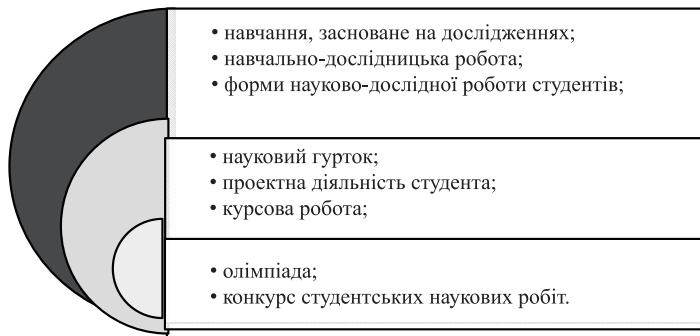 • навчання, засноване на дослідженнях;
• навчально-дослідницька робота;
• форми науково-дослідної роботи студентів;
• науковий гурток;
• проектна діяльність студента;
• курсова робота;
• олімпіада;
• конкурс студентських наукових робіт.